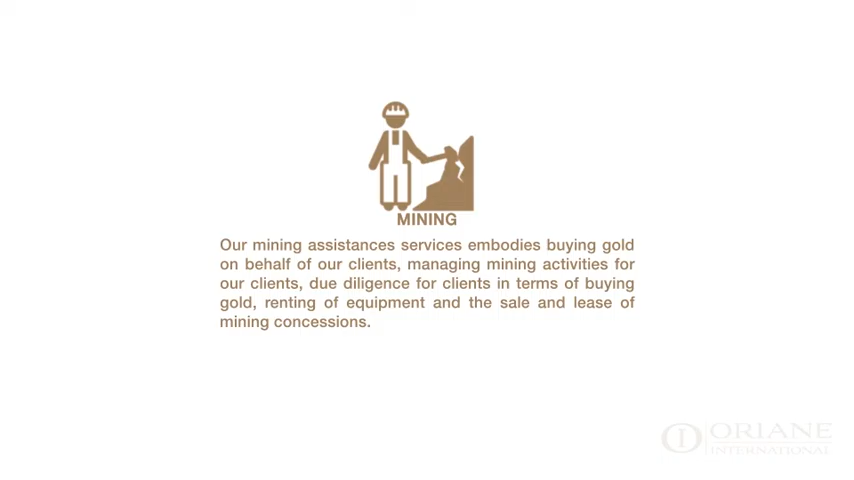 MINING
Our mining assistances services embodies buying gold
on behalf of our clients, managing mining activities for
our clients, due diligence for clients in terms of buying
gold, renting of equipment and the sale and lease of
mining concessions.
ORIANE
INTERNATIONAL